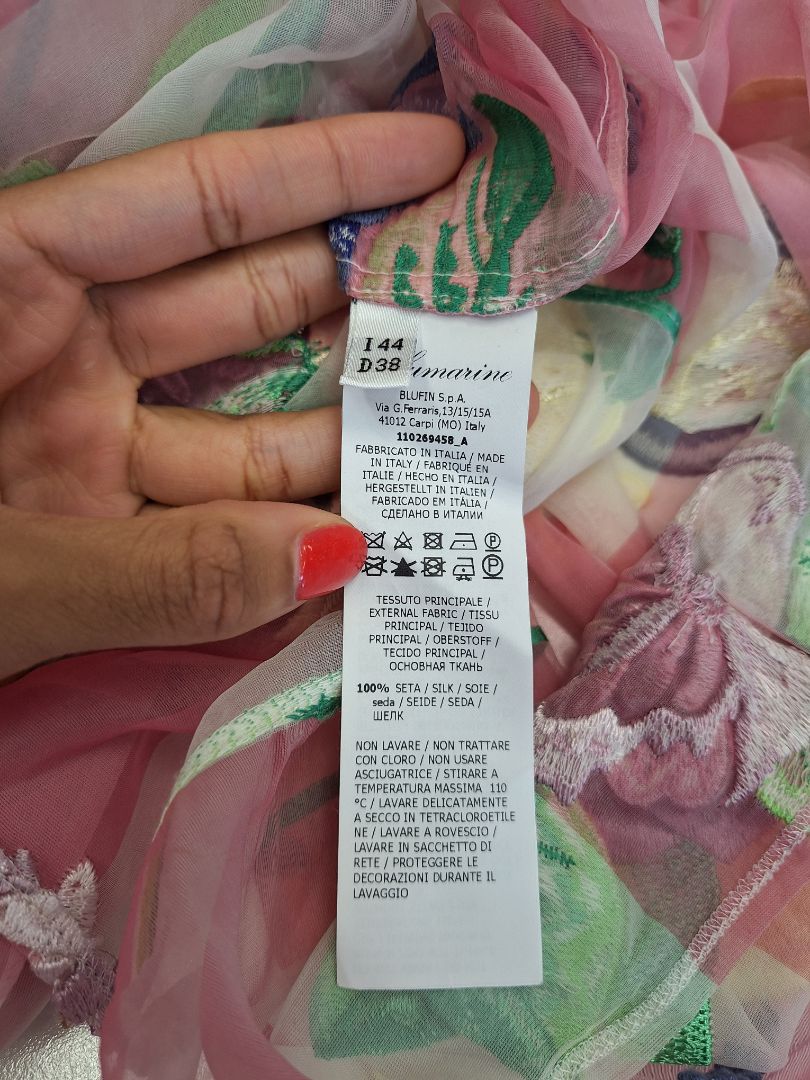 I 44
D 38
BLUFIN S.p.A.
Via G.Ferraris,13/15/15A
41012 Carpi (MO) Italy
110269458_A
FABBRICATO IN ITALIA / MADE
IN ITALY / FABRIQUÉ EN
ITALIE / HECHO EN ITALIA /
HERGESTELLT IN ITALIEN /
FABRICADO EM ITÀLIA /
СДЕЛАНО В ИТАЛИИ
P
P
TESSUTO PRINCIPALE /
EXTERNAL FABRIC / TISSU
PRINCIPAL / TEJIDO
PRINCIPAL / OBERSTOFF /
TECIDO PRINCIPAL /
ОСНОВНАЯ ТКАНЬ
100% SETA / SILK / SOIE /
seda / SEIDE / SEDA /
ШЕЛК
NON LAVARE / NON TRATTARE
CON CLORO / NON USARE
ASCIUGATRICE / STIRARE A
TEMPERATURA MASSIMA 110
°C / LAVARE DELICATAMENTE
A SECCO IN TETRACLOROETILE
NE / LAVARE A ROVESCIO /
LAVARE IN SACCHETTO DI
RETE / PROTEGGERE LE
DECORAZIONI DURANTE IL
LAVAGGIO